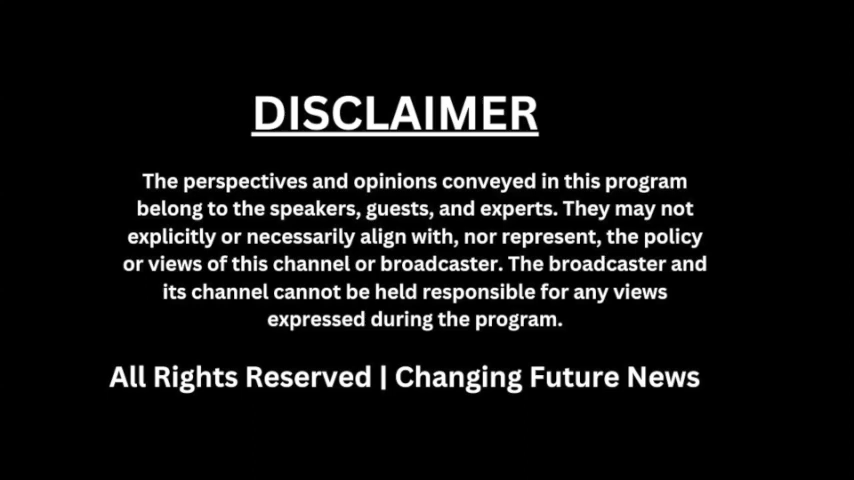 DISCLAIMER
The perspectives and opinions conveyed in this program
belong to the speakers, guests, and experts. They may not
explicitly or necessarily align with, nor represent, the policy
or views of this channel or broadcaster. The broadcaster and
its channel cannot be held responsible for any views
expressed during the program.
All Rights Reserved | Changing Future News